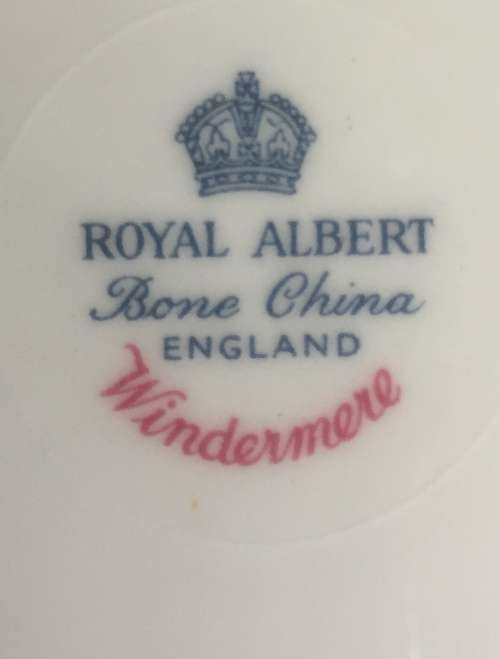 ROYAL ALBERT
Bone China
ENGLAND
Windermere